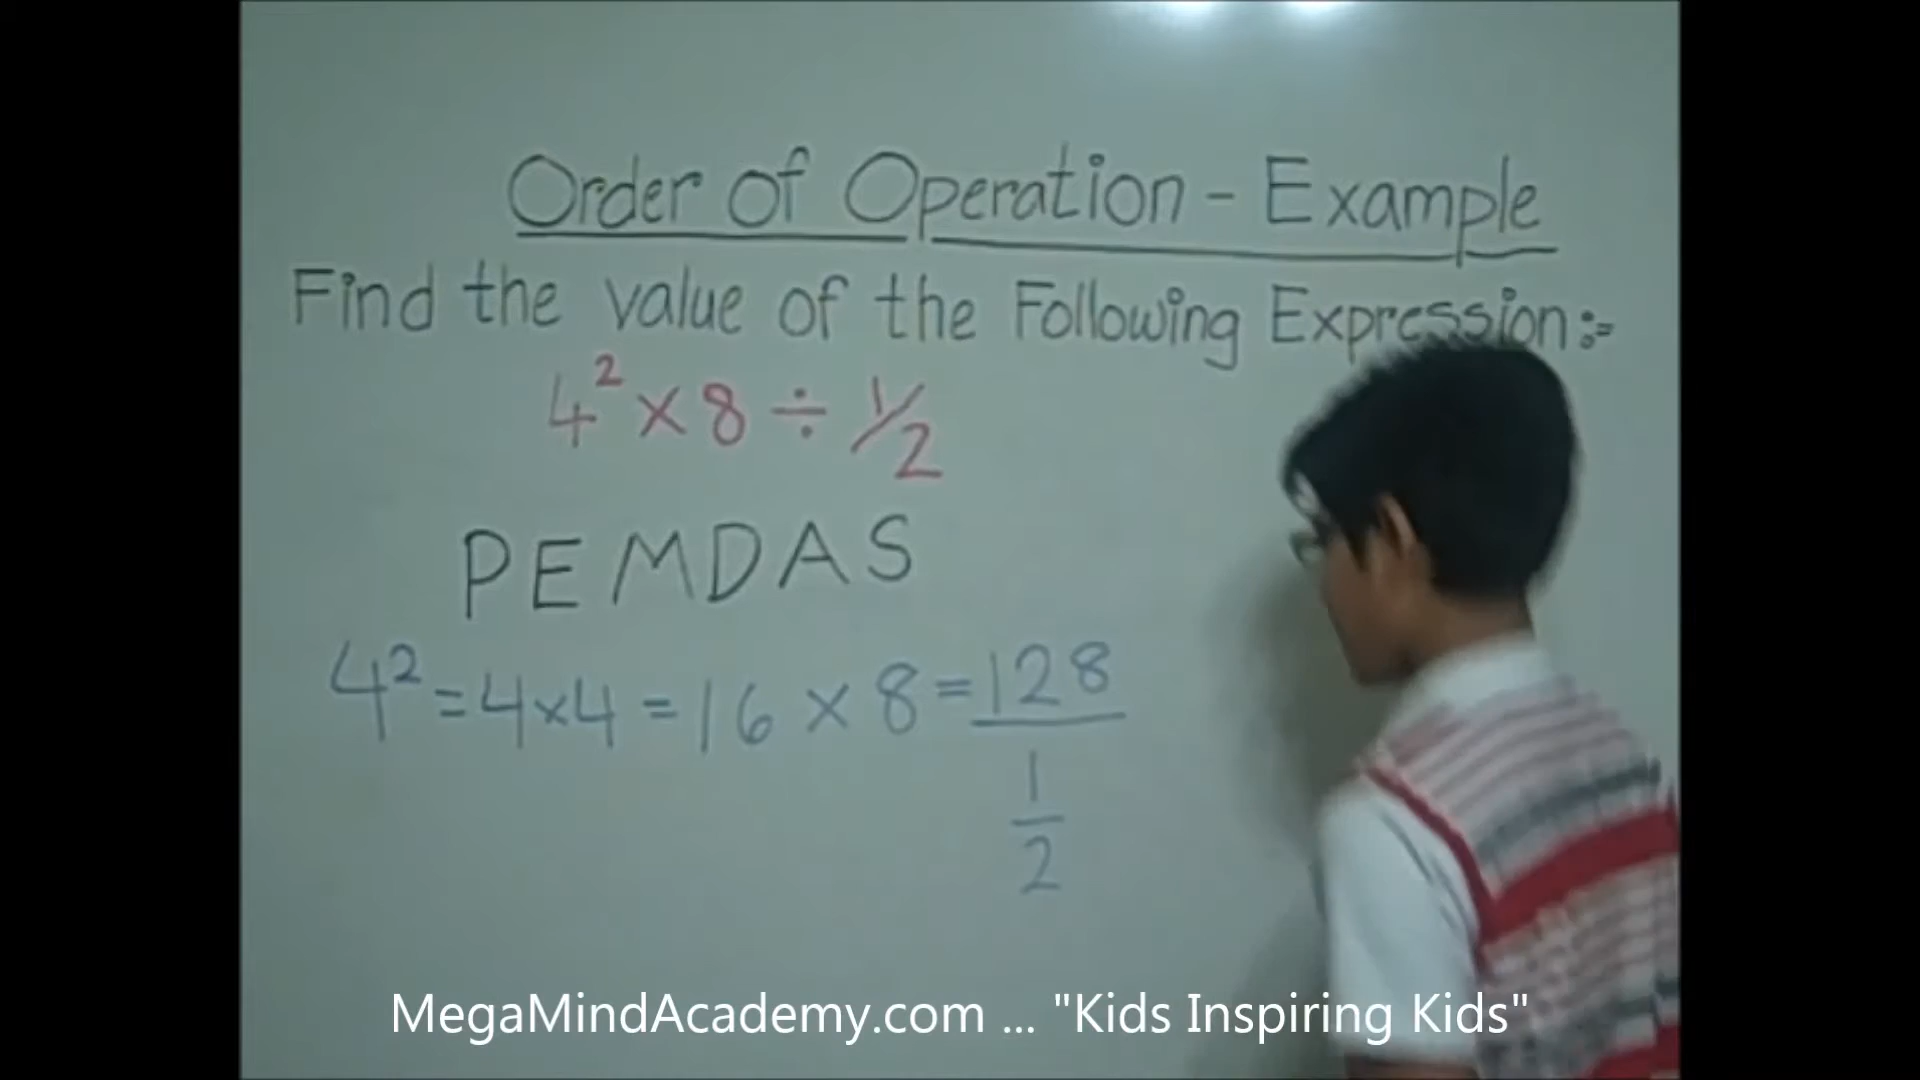 Order of Operation - Example
Find the value of the Following Expression:-
4² × 8 ÷ 1/2
PEMDAS
4² = 4×4 = 16 × 8 = 128
1
2
MegaMindAcademy.com ... "Kids Inspiring Kids"